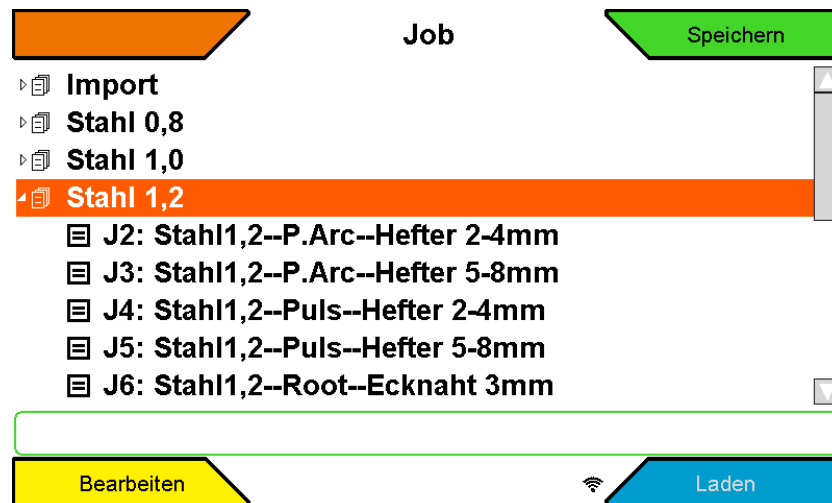 Job
Speichern
Import
Stahl 0,8
Stahl 1,0
Stahl 1,2
J2: Stahl1,2--P.Arc--Hefter 2-4mm
J3: Stahl1,2--P.Arc--Hefter 5-8mm
J4: Stahl1,2--Puls--Hefter 2-4mm
J5: Stahl1,2--Puls--Hefter 5-8mm
J6: Stahl1,2--Root--Ecknaht 3mm
Bearbeiten
Laden